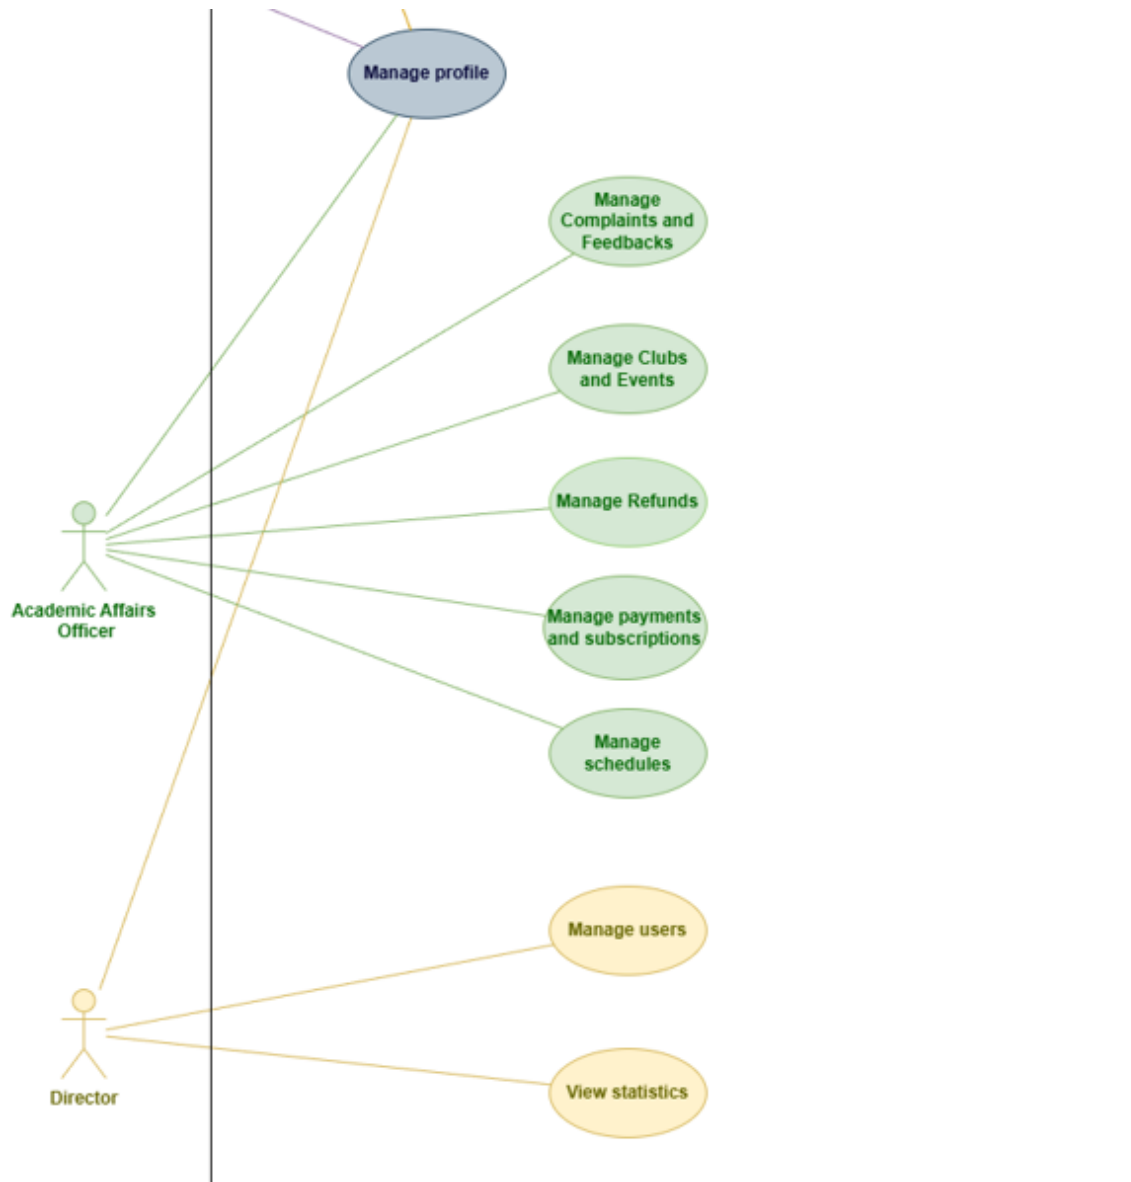 Manage profile
Manage
Complaints and
Feedbacks
Manage Clubs
and Events
Manage Refunds
Academic Affairs
Officer
Manage payments
and subscriptions
Manage
schedules
Manage users
Director
View statistics